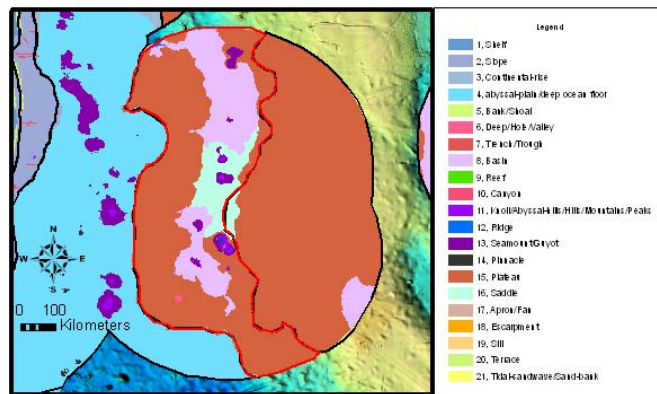 Legend
1, Shelf
2, Slope
3, Continental-rise
4, abyssal-plain/deep ocean floor
5, Bank/Shoal
6, Deep/Hole/Valley
7, Trench/Trough
8, Basin
9, Reef
10, Canyon
11, Knoll/Abyssal-hills/Hills/Mountains/Peaks
12, Ridge
13, Seamount/Guyot
14, Pinnacle
15, Plateau
16, Saddle
17, Apron/Fan
18, Escarpment
19, Sill
20, Terrace
21, Tidal-sandwave/Sand-bank
N
W E
S
0 100
Kilometers